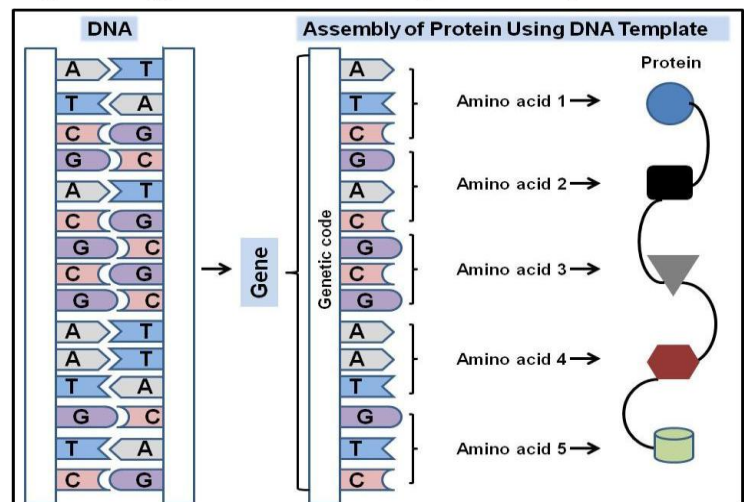 DNA
Assembly of Protein Using DNA Template
A T
T A
C G
G C
A T
C G
G C
C G
G C
A T
A T
T A
G C
T A
C G
Gene
Genetic code
A
T
C
G
A
C
G
C
G
A
A
T
G
T
C
Amino acid 1
Amino acid 2
Amino acid 3
Amino acid 4
Amino acid 5
Protein